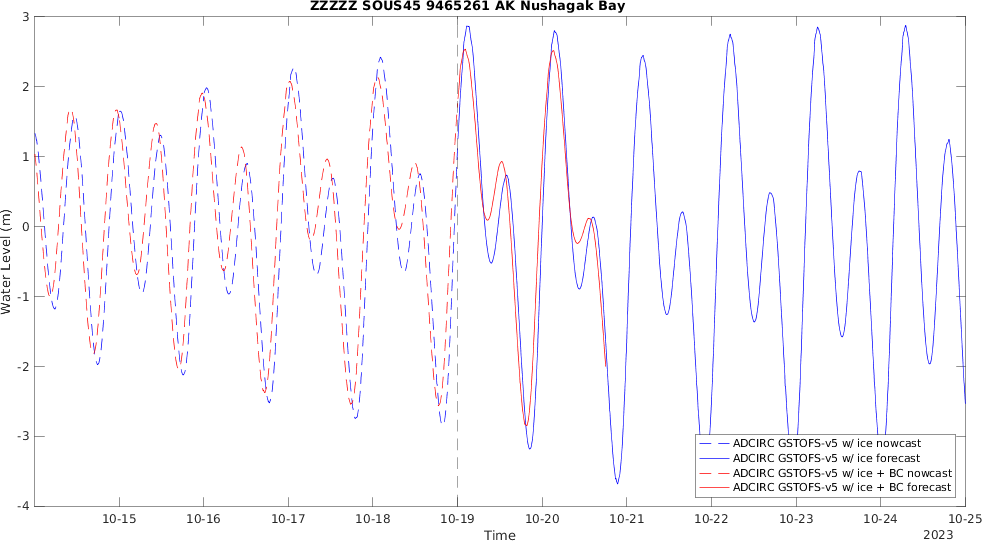 ZZZZZ SOUS45 9465261 AK Nushagak Bay
3
2
1
0
-1
-2
-3
-4
Water Level (m)
ADCIRC GSTOFS-v5 w/ ice nowcast
ADCIRC GSTOFS-v5 w/ ice forecast
ADCIRC GSTOFS-v5 w/ ice + BC nowcast
ADCIRC GSTOFS-v5 w/ ice + BC forecast
10-15 10-16 10-17 10-18 10-19 10-20 10-21 10-22 10-23 10-24 10-25
Time
2023